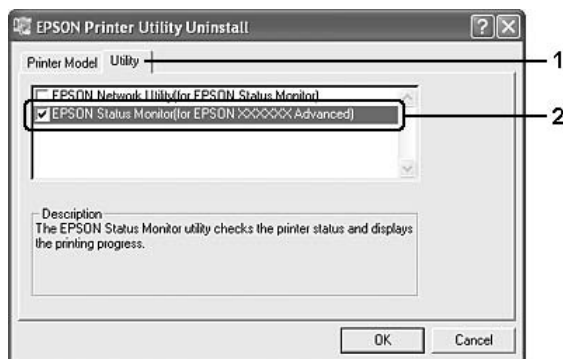 EPSON Printer Utility Uninstall
Printer Model Utility 1
EPSON Network Utility(for EPSON Status Monitor)
EPSON Status Monitor(for EPSON XXXXXX Advanced) 2
Description
The EPSON Status Monitor utility checks the printer status and displays
the printing progress.
OK Cancel